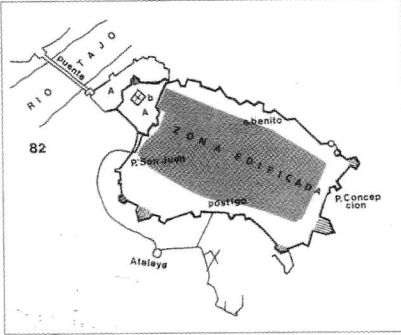 puente
RIO TAJO
A
b
A
82
s.benito
ZONA EDIFICADA
P. San Juan
postigo
P. Concep
cion
Atalaya